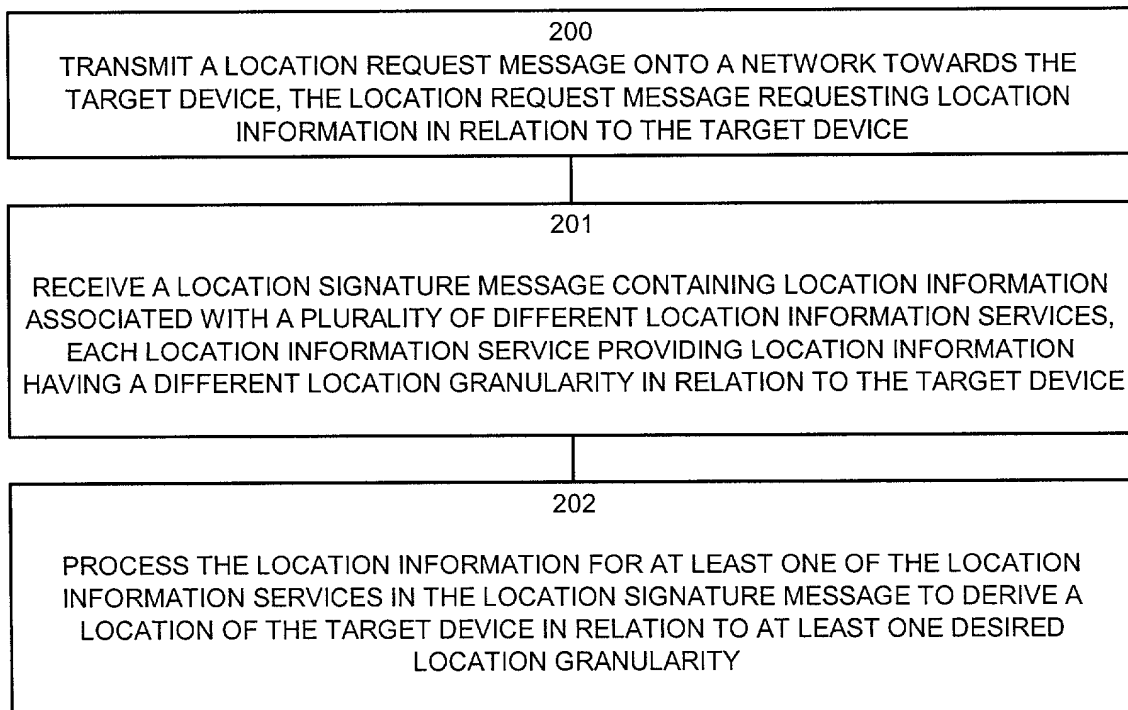 200
TRANSMIT A LOCATION REQUEST MESSAGE ONTO A NETWORK TOWARDS THE
TARGET DEVICE, THE LOCATION REQUEST MESSAGE REQUESTING LOCATION
INFORMATION IN RELATION TO THE TARGET DEVICE
201
RECEIVE A LOCATION SIGNATURE MESSAGE CONTAINING LOCATION INFORMATION
ASSOCIATED WITH A PLURALITY OF DIFFERENT LOCATION INFORMATION SERVICES,
EACH LOCATION INFORMATION SERVICE PROVIDING LOCATION INFORMATION
HAVING A DIFFERENT LOCATION GRANULARITY IN RELATION TO THE TARGET DEVICE
202
PROCESS THE LOCATION INFORMATION FOR AT LEAST ONE OF THE LOCATION
INFORMATION SERVICES IN THE LOCATION SIGNATURE MESSAGE TO DERIVE A
LOCATION OF THE TARGET DEVICE IN RELATION TO AT LEAST ONE DESIRED
LOCATION GRANULARITY